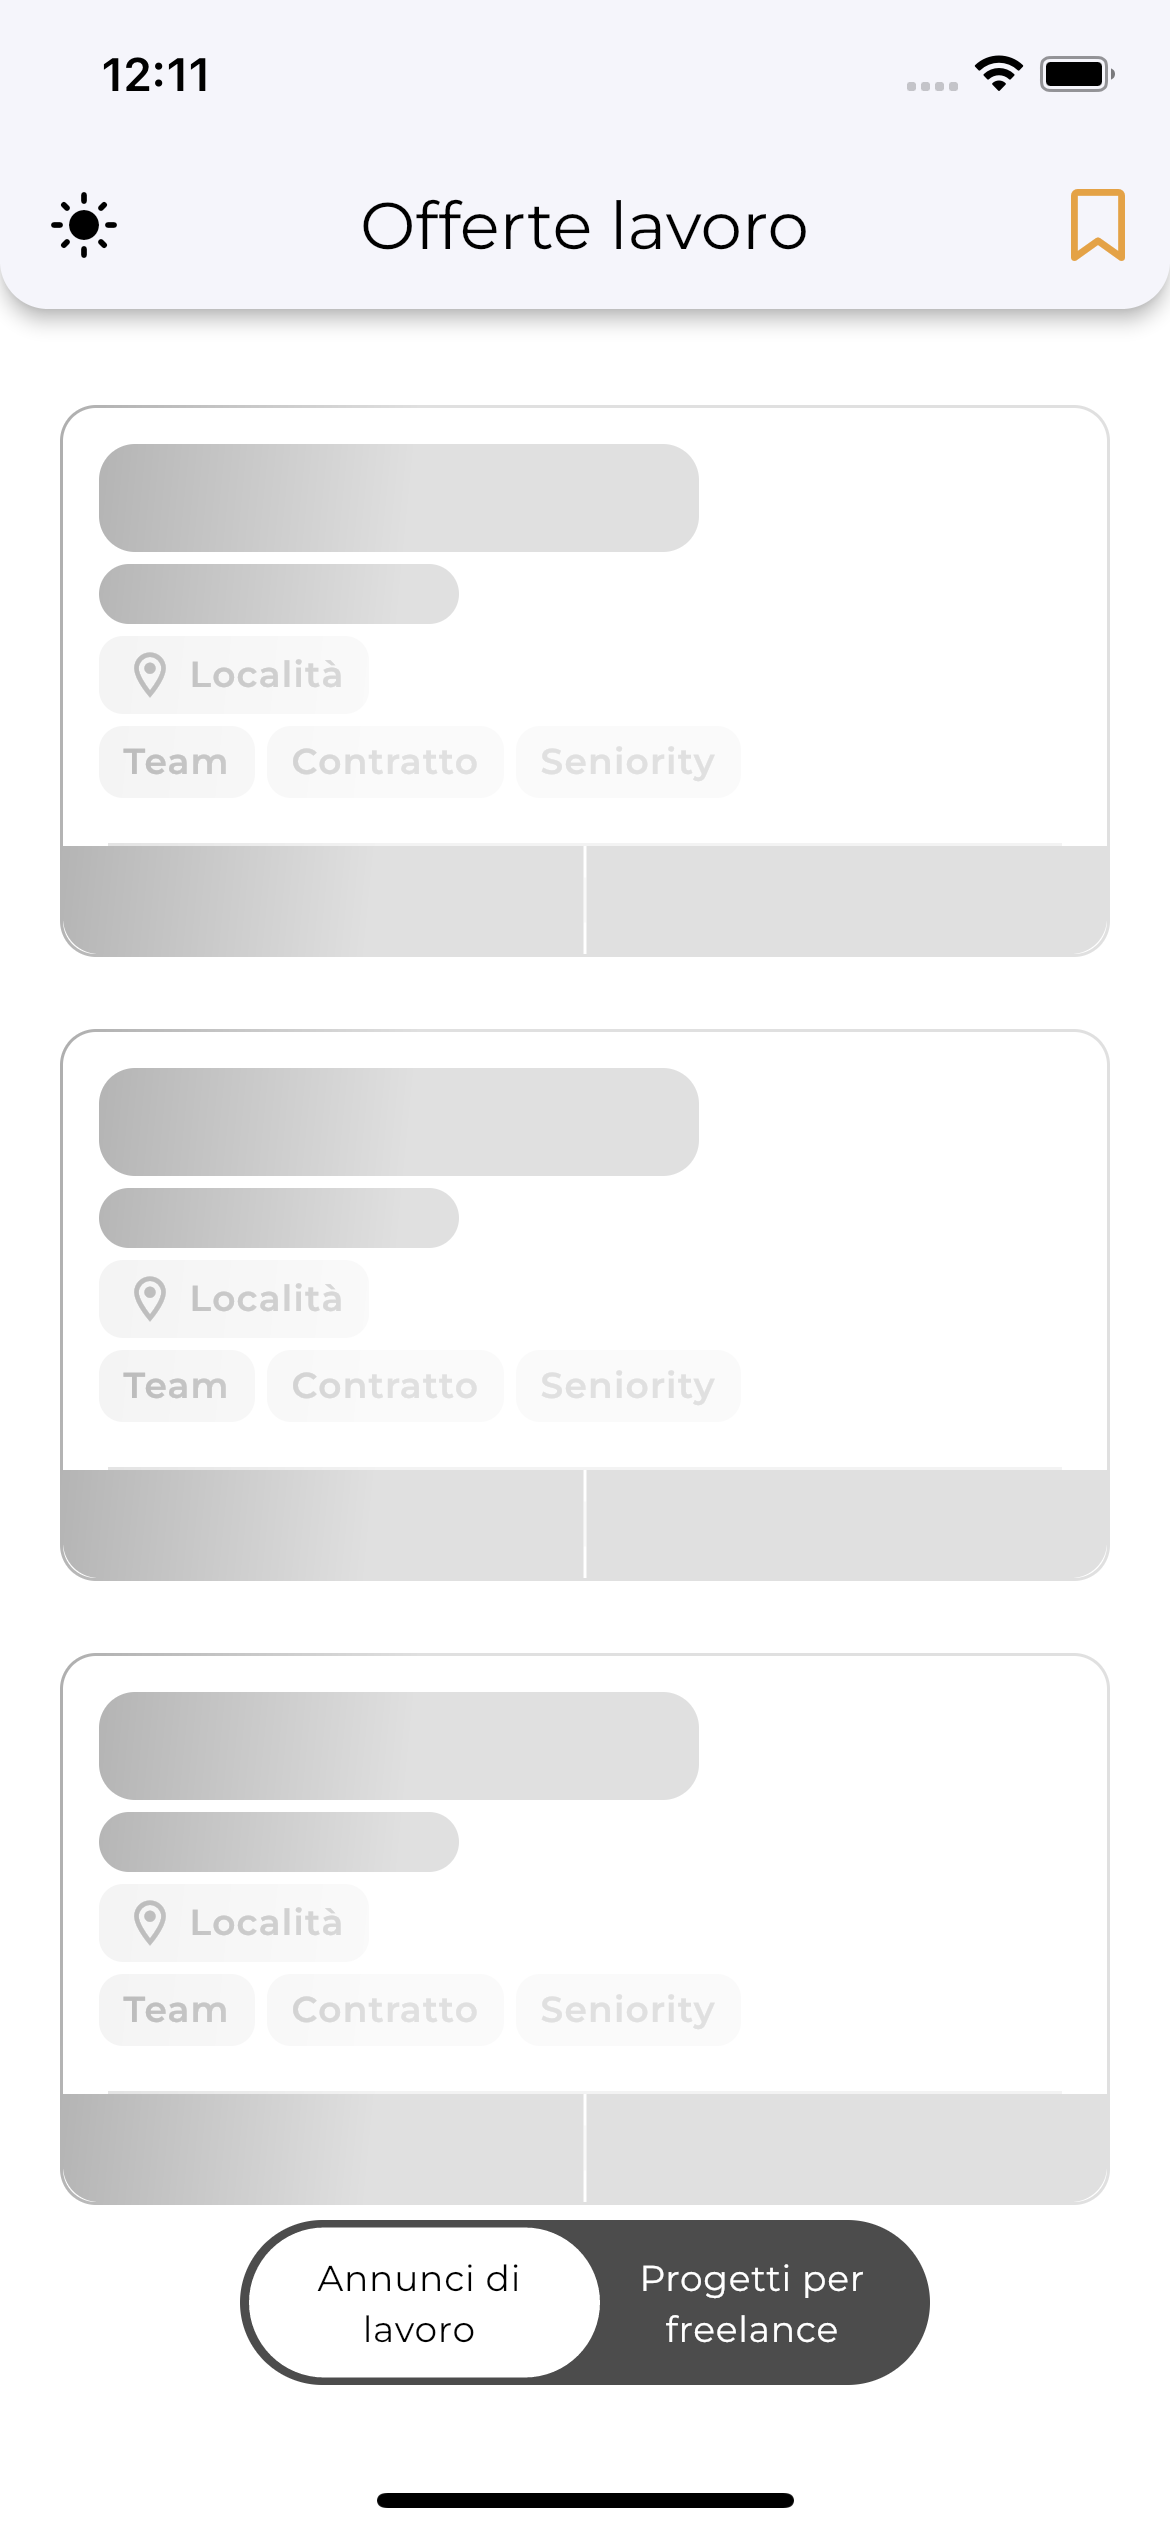 12:11
Offerte lavoro
Località
Team Contratto Seniority
Località
Team Contratto Seniority
Località
Team Contratto Seniority
Annunci di
lavoro
Progetti per
freelance